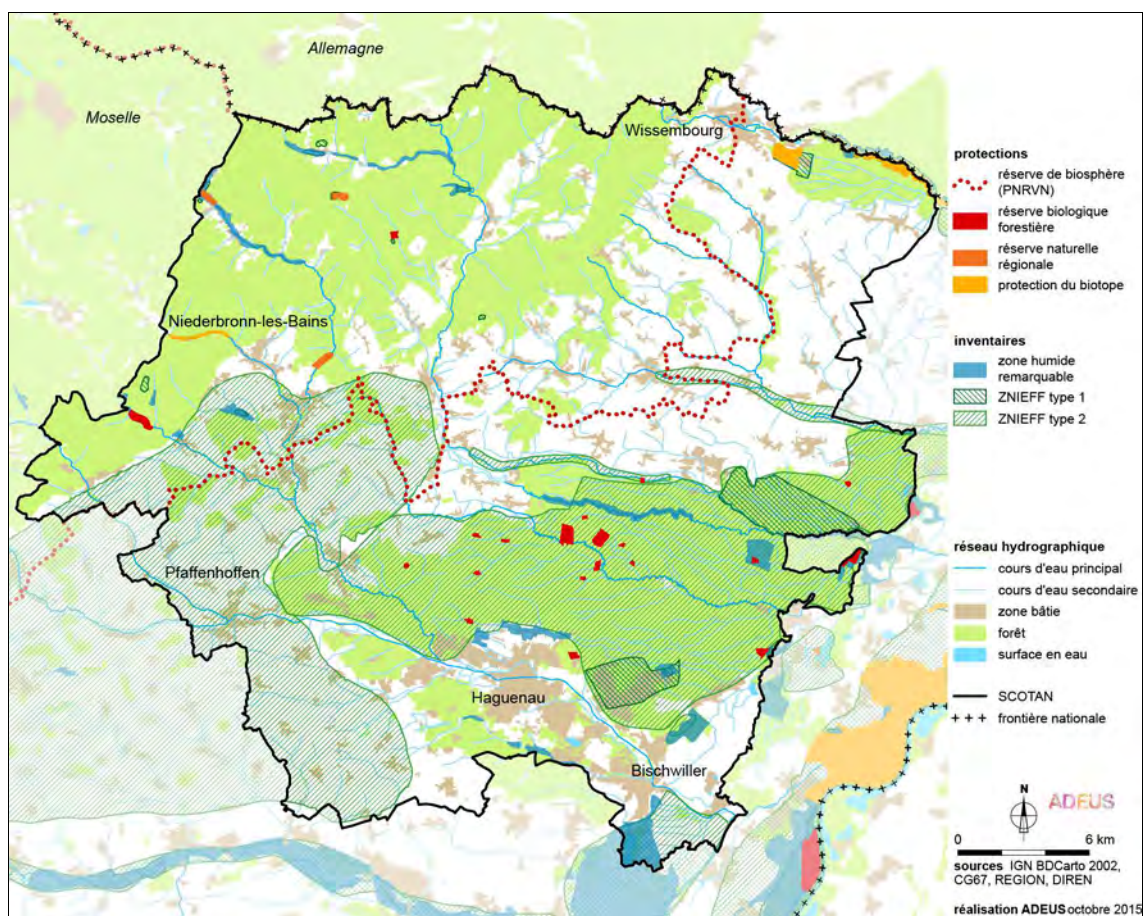 Allemagne
Moselle
Wissembourg
Niederbronn-les-Bains
Pfaffenhoffen
Haguenau
Bischwiller
protections
réserve de biosphère
(PNRVN)
réserve biologique
forestière
réserve naturelle
régionale
protection du biotope
inventaires
zone humide
remarquable
ZNIEFF type 1
ZNIEFF type 2
réseau hydrographique
cours d'eau principal
cours d'eau secondaire
zone bâtie
forêt
surface en eau
SCOTAN
frontière nationale
N
ADEUS
0 6 km
sources IGN BDCarto 2002,
CG67, REGION, DIREN
réalisation ADEUS octobre 2015